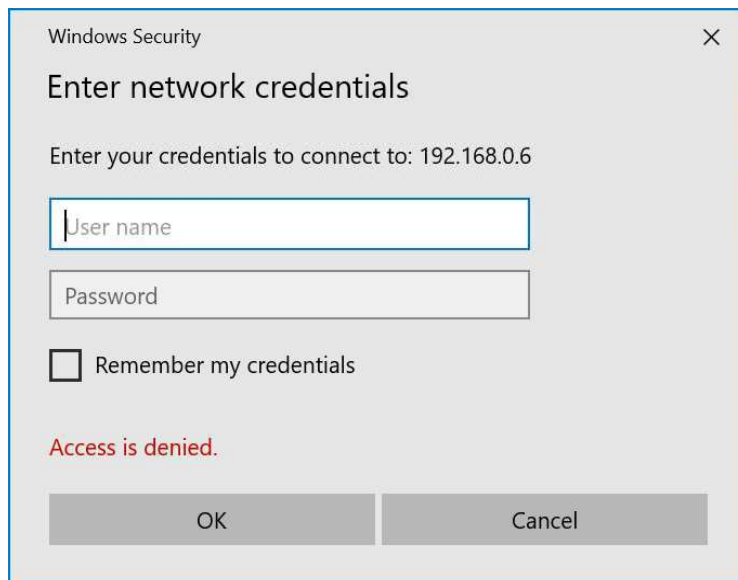 Windows Security
Enter network credentials
Enter your credentials to connect to: 192.168.0.6
User name
Password
Remember my credentials
Access is denied.
OK
Cancel